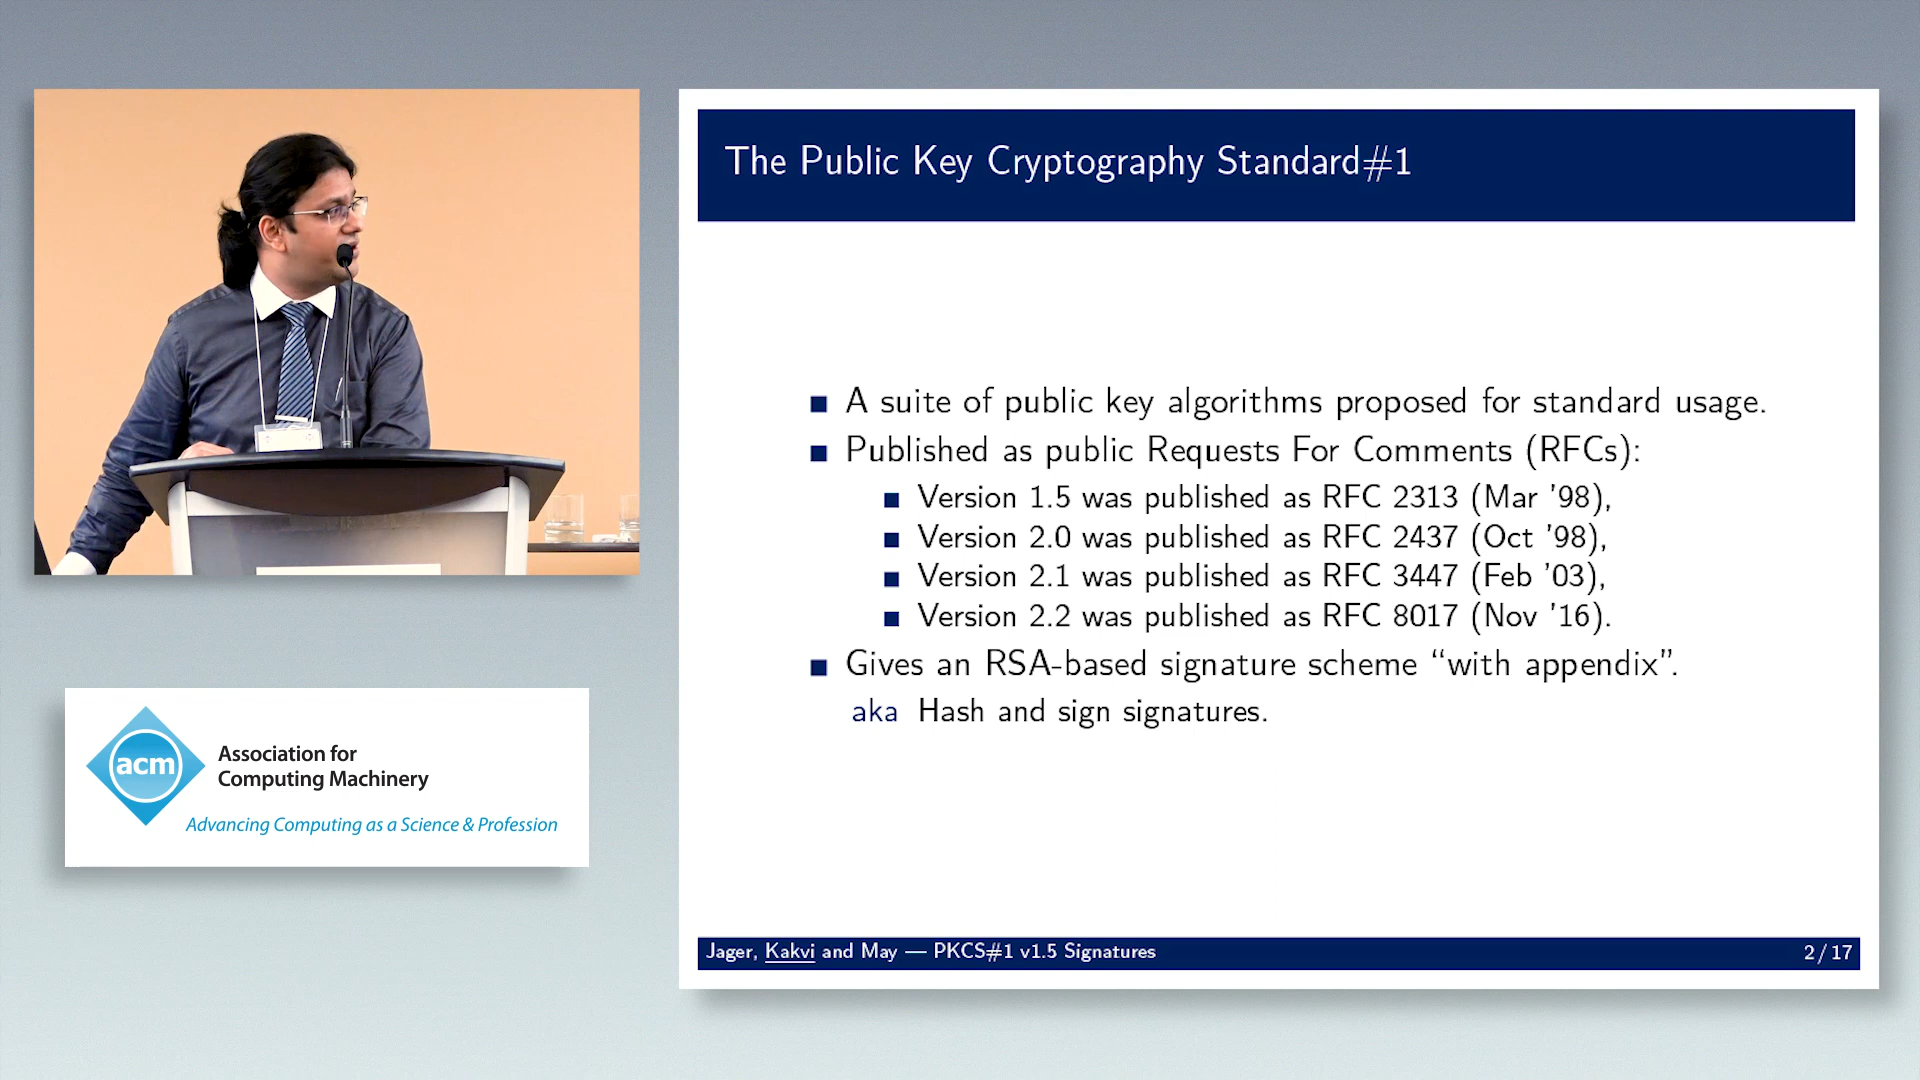 The Public Key Cryptography Standard#1
A suite of public key algorithms proposed for standard usage.
Published as public Requests For Comments (RFCs):
Version 1.5 was published as RFC 2313 (Mar '98),
Version 2.0 was published as RFC 2437 (Oct '98),
Version 2.1 was published as RFC 3447 (Feb '03),
Version 2.2 was published as RFC 8017 (Nov '16).
Gives an RSA-based signature scheme “with appendix”.
aka Hash and sign signatures.
Jager, Kakvi and May — PKCS#1 v1.5 Signatures
2 / 17
acm
Association for
Computing Machinery
Advancing Computing as a Science & Profession